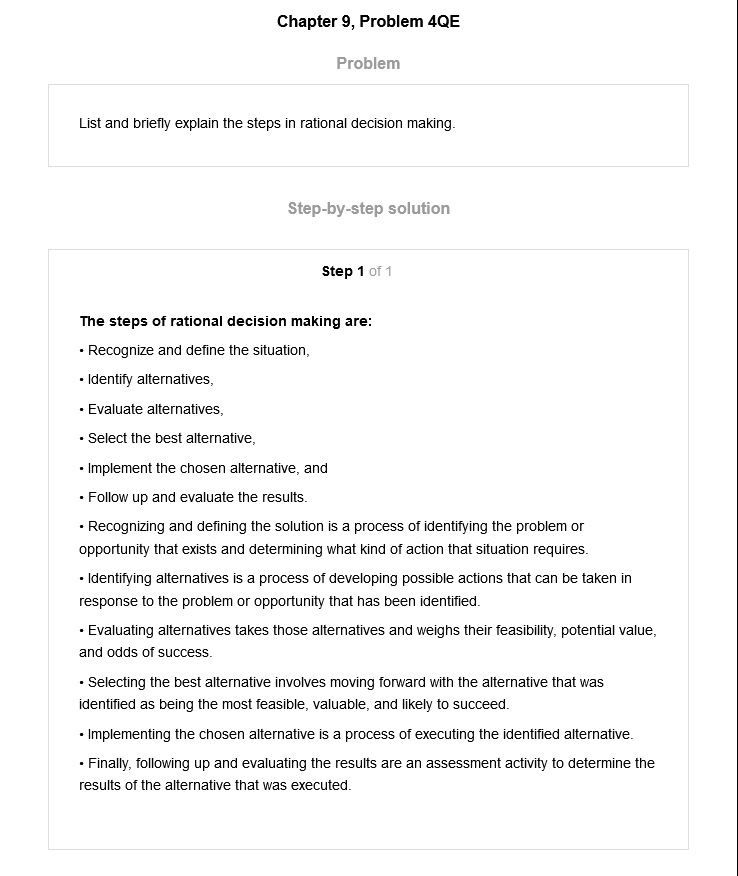 Chapter 9, Problem 4QE
Problem
List and briefly explain the steps in rational decision making.
Step-by-step solution
Step 1 of 1
The steps of rational decision making are:
• Recognize and define the situation,
• Identify alternatives,
• Evaluate alternatives,
• Select the best alternative,
• Implement the chosen alternative, and
• Follow up and evaluate the results.
• Recognizing and defining the solution is a process of identifying the problem or
opportunity that exists and determining what kind of action that situation requires.
• Identifying alternatives is a process of developing possible actions that can be taken in
response to the problem or opportunity that has been identified.
• Evaluating alternatives takes those alternatives and weighs their feasibility, potential value,
and odds of success.
• Selecting the best alternative involves moving forward with the alternative that was
identified as being the most feasible, valuable, and likely to succeed.
• Implementing the chosen alternative is a process of executing the identified alternative.
• Finally, following up and evaluating the results are an assessment activity to determine the
results of the alternative that was executed.